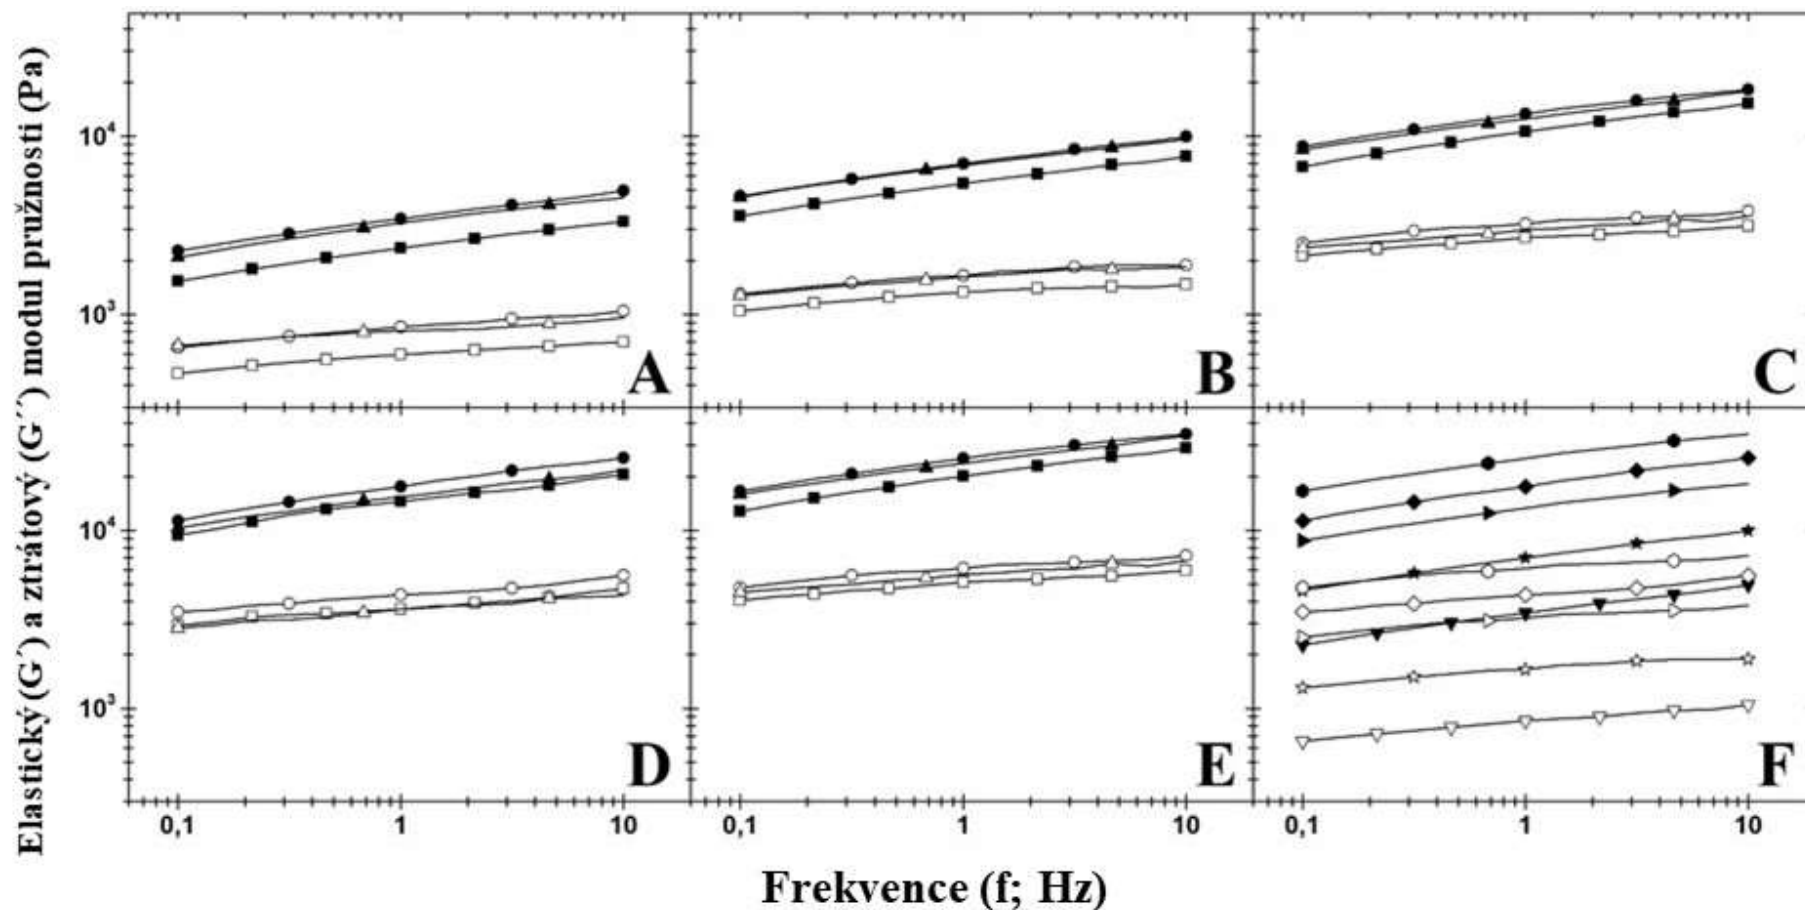 Elaastický (G´) a ztrátový (G´´) modul pružnosti (Pa)
10⁴
10³
A
B
C
10⁴
10³
D
E
F
0,1 1 10 0,1 1 10 0,1 1 10
Frekvence (f; Hz)